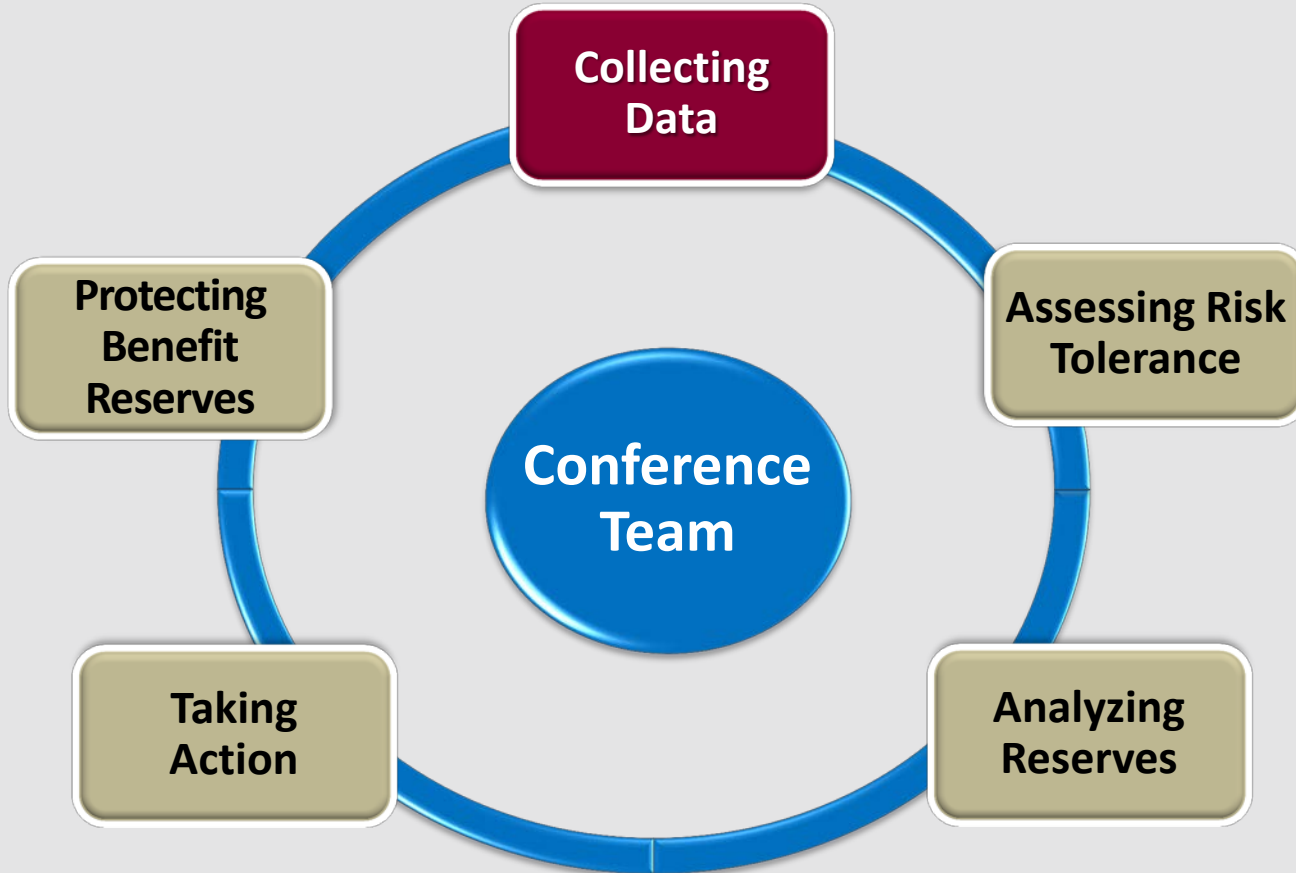 Collecting
Data
Assessing Risk
Tolerance
Analyzing
Reserves
Taking
Action
Protecting
Benefit
Reserves
Conference
Team